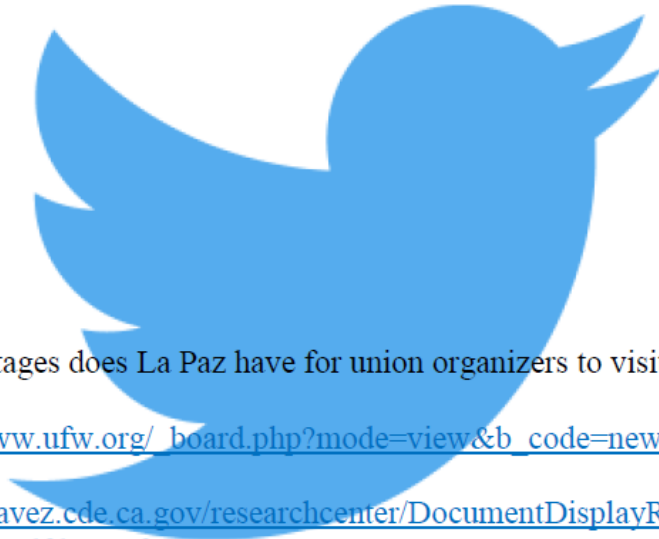 tages does La Paz have for union organizers to visi
ww.ufw.org/_board.php?mode=view&b_code=new
avez.cde.ca.gov/researchcenter/DocumentDisplayR